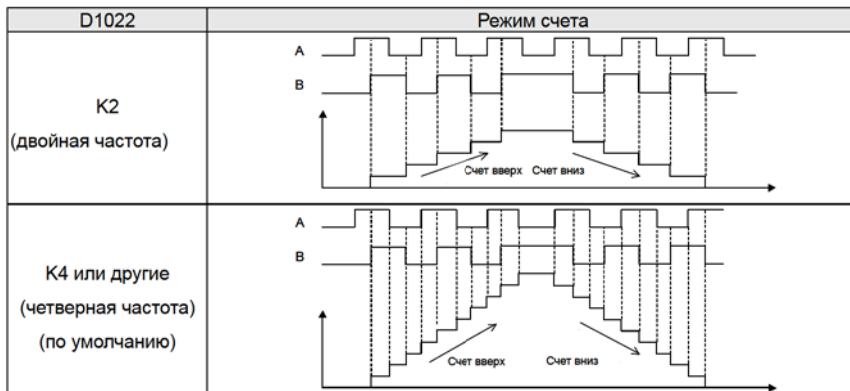 D1022
Режим счета
K2
(двойная частота)
A
B
Счет вверх Счет вниз
K4 или другие
(четверная частота)
(по умолчанию)
A
B
Счет вверх Счет вниз